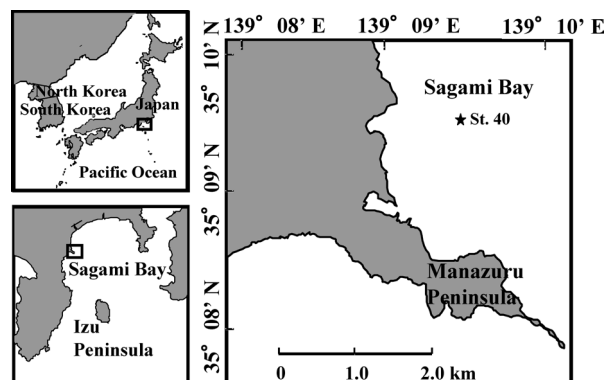 North Korea
South Korea
Japan
Pacific Ocean
Sagami Bay
Izu
Peninsula
139° 08' E 139° 09' E 139° 10' E
35° 10' N
35° 09' N
35° 08' N
Sagami Bay
★ St. 40
Manazuru
Peninsula
0 1.0 2.0 km